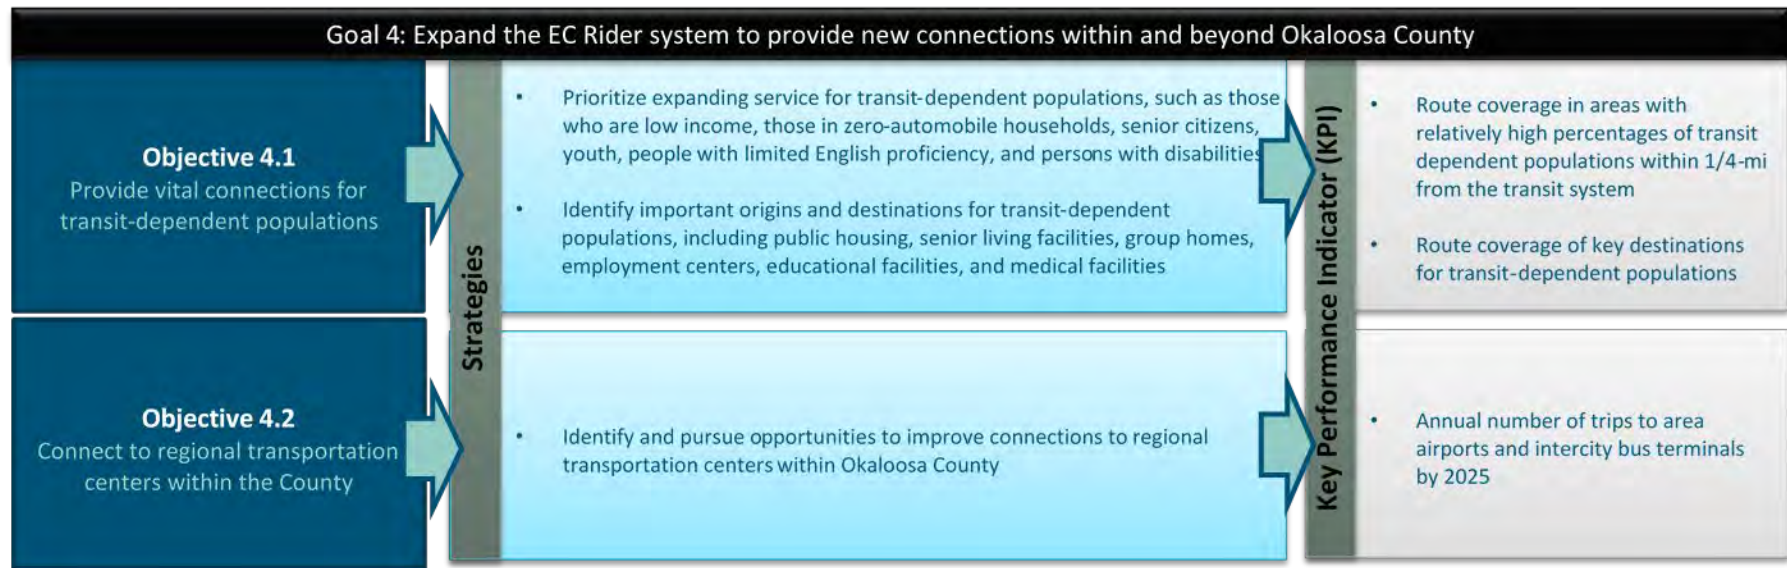 Goal 4: Expand the EC Rider system to provide new connections within and beyond Okaloosa County
Objective 4.1
Provide vital connections for
transit-dependent populations
Strategies
• Prioritize expanding service for transit-dependent populations, such as those
who are low income, those in zero-automobile households, senior citizens,
youth, people with limited English proficiency, and persons with disabilities
• Identify important origins and destinations for transit-dependent
populations, including public housing, senior living facilities, group homes,
employment centers, educational facilities, and medical facilities
Key Performance Indicator (KPI)
• Route coverage in areas with
relatively high percentages of transit
dependent populations within 1/4-mi
from the transit system
• Route coverage of key destinations
for transit-dependent populations
Objective 4.2
Connect to regional transportation
centers within the County
• Identify and pursue opportunities to improve connections to regional
transportation centers within Okaloosa County
• Annual number of trips to area
airports and intercity bus terminals
by 2025